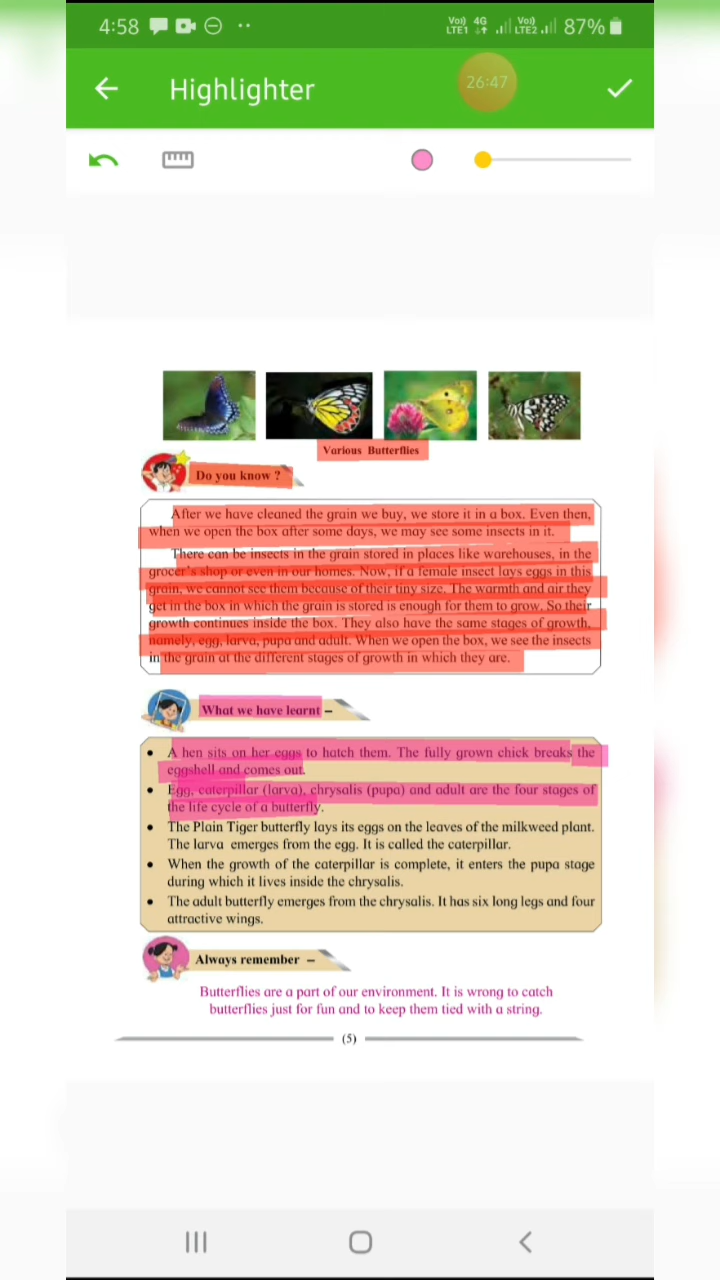 4:58 Vo)) LTE1 4G Vo)) LTE2 87%
Highlighter 26:47
Various Butterflies
Do you know ?
After we have cleaned the grain we buy, we store it in a box. Even then,
when we open the box after some days, we may see some insects in it.
There can be insects in the grain stored in places like warehouses, in the
grocer's shop or even in our homes. Now, if a female insect lays eggs in this
grain, we cannot see them because of their tiny size. The warmth and air they
get in the box in which the grain is stored is enough for them to grow. So their
growth continues inside the box. They also have the same stages of growth,
namely, egg, larva, pupa and adult. When we open the box, we see the insects
in the grain at the different stages of growth in which they are.
What we have learnt –
• A hen sits on her eggs to hatch them. The fully grown chick breaks the
eggshell and comes out.
• Egg, caterpillar (larva), chrysalis (pupa) and adult are the four stages of
the life cycle of a butterfly.
• The Plain Tiger butterfly lays its eggs on the leaves of the milkweed plant.
The larva emerges from the egg. It is called the caterpillar.
• When the growth of the caterpillar is complete, it enters the pupa stage
during which it lives inside the chrysalis.
• The adult butterfly emerges from the chrysalis. It has six long legs and four
attractive wings.
Always remember –
Butterflies are a part of our environment. It is wrong to catch
butterflies just for fun and to keep them tied with a string.
(5)